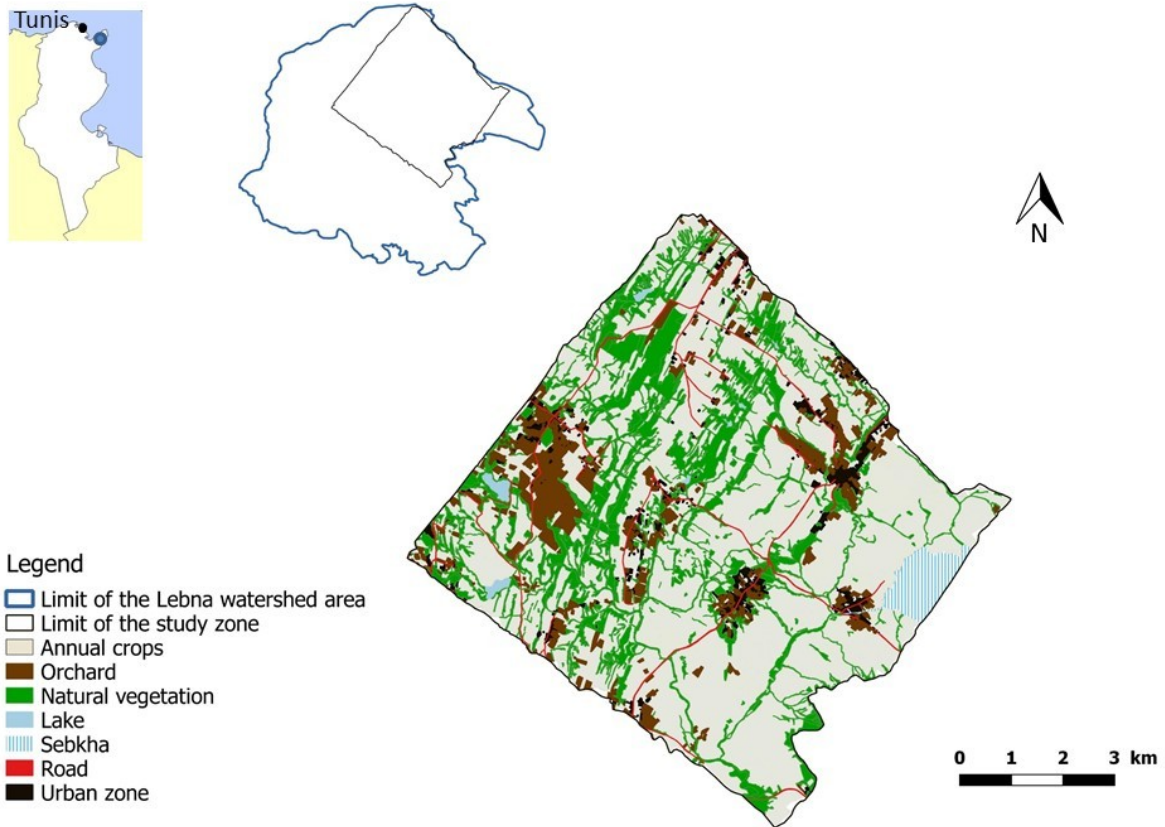 Tunis
N
Legend
Limit of the Lebna watershed area
Limit of the study zone
Annual crops
Orchard
Natural vegetation
Lake
Sebkha
Road
Urban zone
0 1 2 3 km